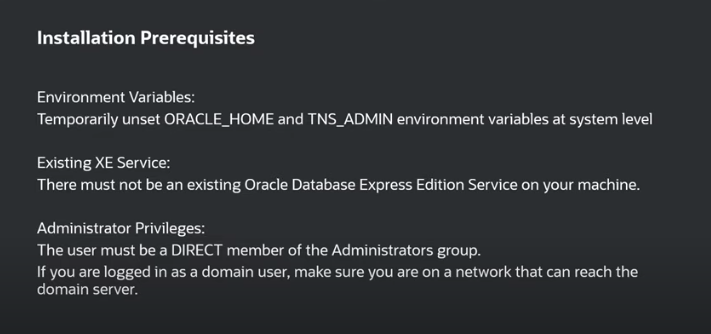 Installation Prerequisites
Environment Variables:
Temporarily unset ORACLE_HOME and TNS_ADMIN environment variables at system level
Existing XE Service:
There must not be an existing Oracle Database Express Edition Service on your machine.
Administrator Privileges:
The user must be a DIRECT member of the Administrators group.
If you are logged in as a domain user, make sure you are on a network that can reach the
domain server.